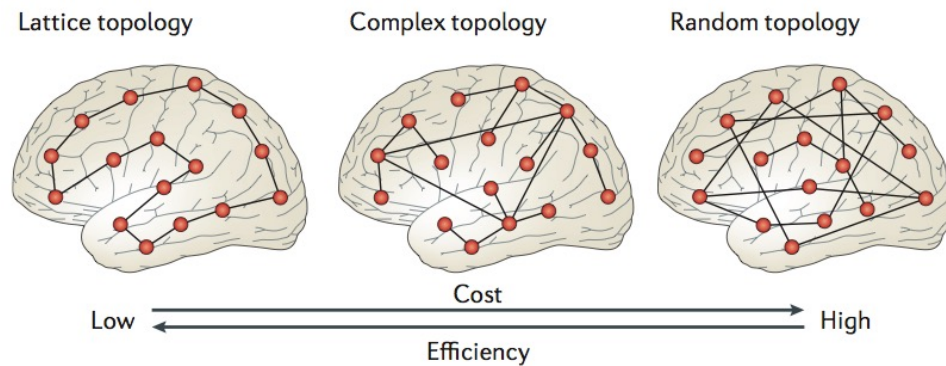 Lattice topology
Complex topology
Random topology
Cost
Low
High
Efficiency